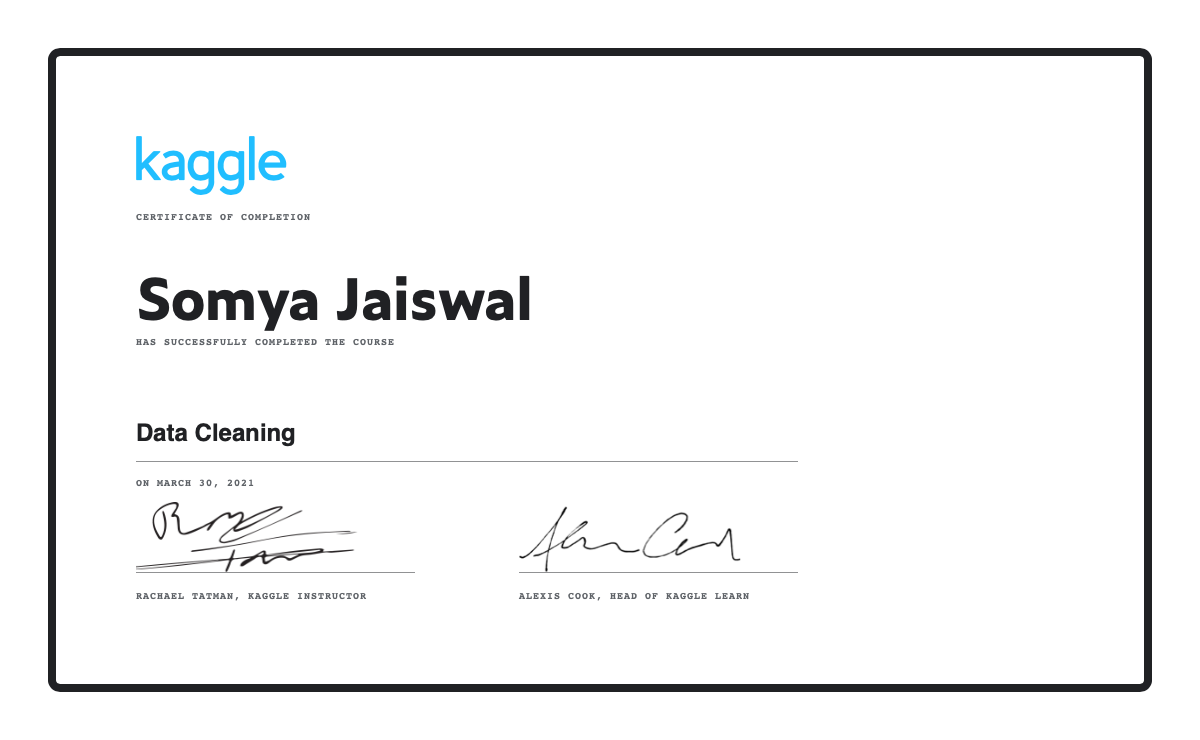 kaggle
CERTIFICATE OF COMPLETION
Somya Jaiswal
HAS SUCCESSFULLY COMPLETED THE COURSE
Data Cleaning
ON MARCH 30, 2021
RACHAEL TATMAN, KAGGLE INSTRUCTOR
ALEXIS COOK, HEAD OF KAGGLE LEARN